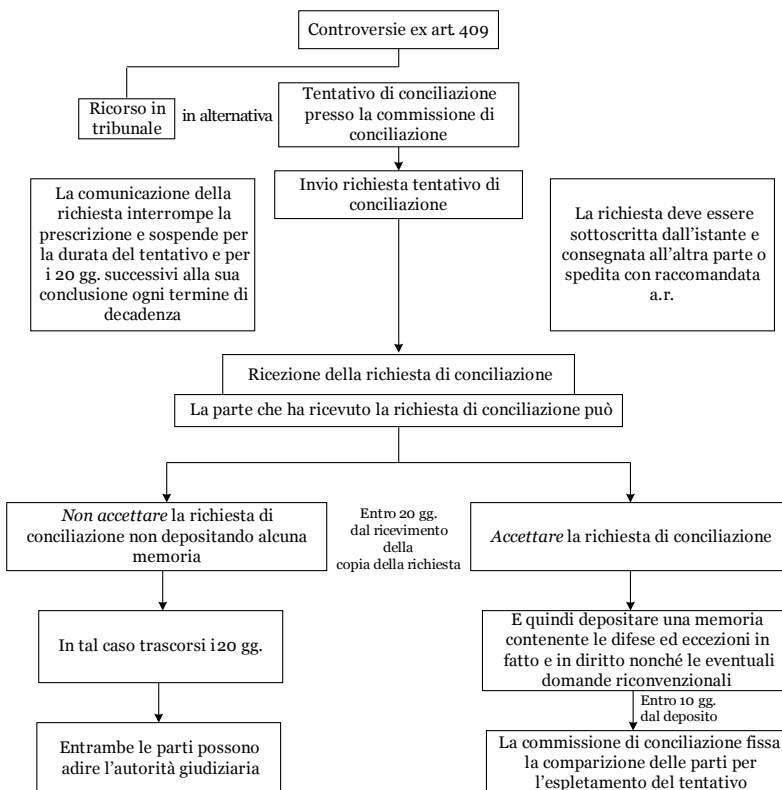 Controversie ex art. 409
Ricorso in
tribunale
in alternativa
Tentativo di conciliazione
presso la commissione di
conciliazione
Invio richiesta tentativo di
conciliazione
La comunicazione della
richiesta interrompe la
prescrizione e sospende per
la durata del tentativo e per
i 20 gg. successivi alla sua
conclusione ogni termine di
decadenza
La richiesta deve essere
sottoscritta dall'istante e
consegnata all'altra parte o
spedita con raccomandata
a.r.
Ricezione della richiesta di conciliazione
La parte che ha ricevuto la richiesta di conciliazione può
Non accettare la richiesta di
conciliazione non depositando alcuna
memoria
Entro 20 gg.
dal ricevimento
della
copia della richiesta
Accettare la richiesta di conciliazione
In tal caso trascorsi i 20 gg.
E quindi depositare una memoria
contenente le difese ed eccezioni in
fatto e in diritto nonché le eventuali
domande riconvenzionali
Entro 10 gg.
dal deposito
Entrambe le parti possono
adire l'autorità giudiziaria
La commissione di conciliazione fissa
la comparizione delle parti per
l'espletamento del tentativo